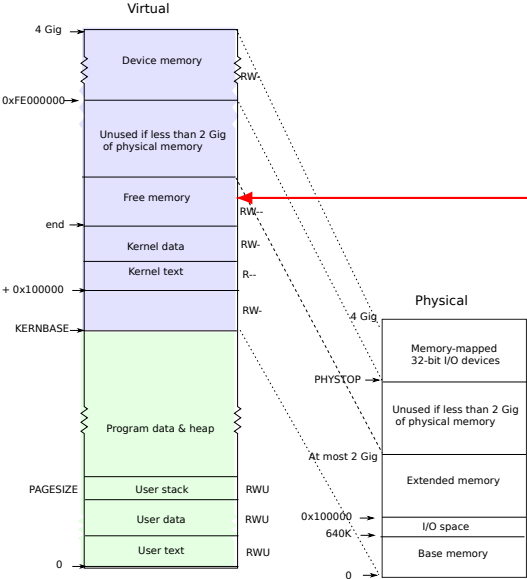 Virtual
4 Gig
Device memory
RW-
0xFE000000
Unused if less than 2 Gig
of physical memory
Free memory
RW--
end
Kernel data
RW-
Kernel text
R--
+ 0x100000
RW-
KERNBASE
Program data & heap
PAGESIZE
User stack
RWU
User data
RWU
User text
RWU
0
Physical
4 Gig
Memory-mapped
32-bit I/O devices
PHYSTOP
Unused if less than 2 Gig
of physical memory
At most 2 Gig
Extended memory
0x100000
I/O space
640K
Base memory
0